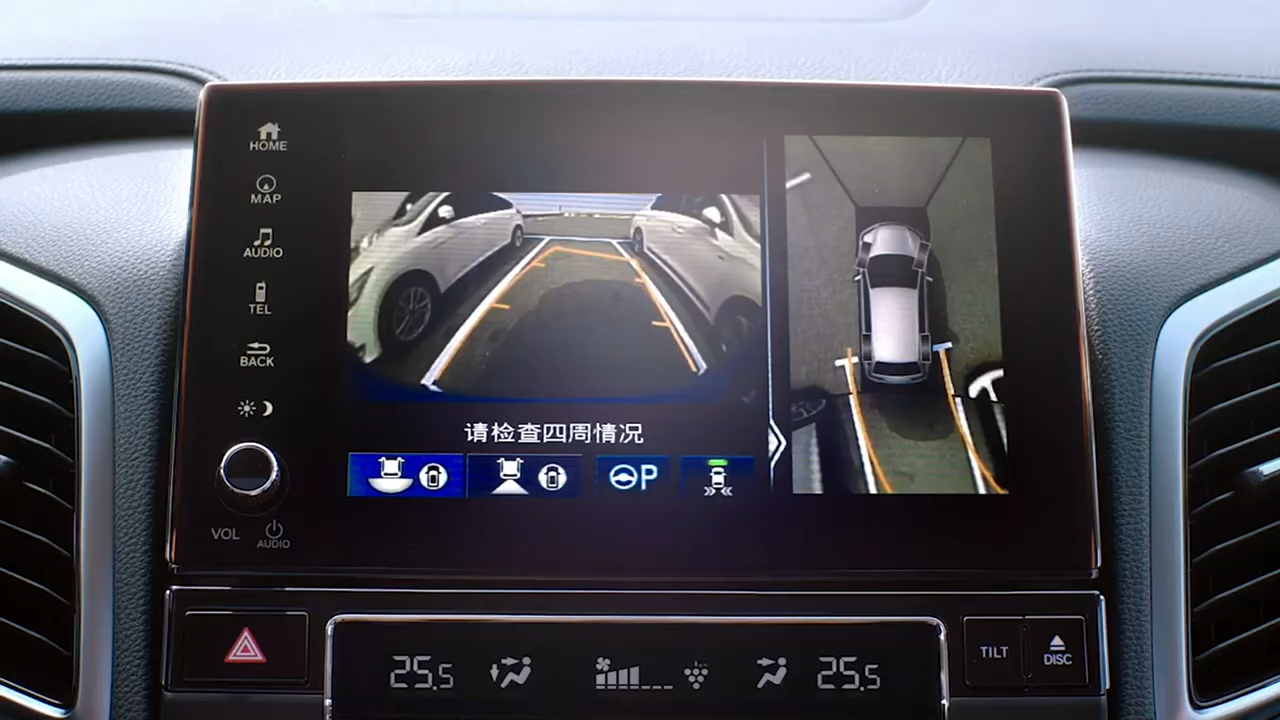 HOME
MAP
AUDIO
TEL
BACK
VOL
AUDIO
请检查四周情况
P
25.5
25.5
TILT
DISC